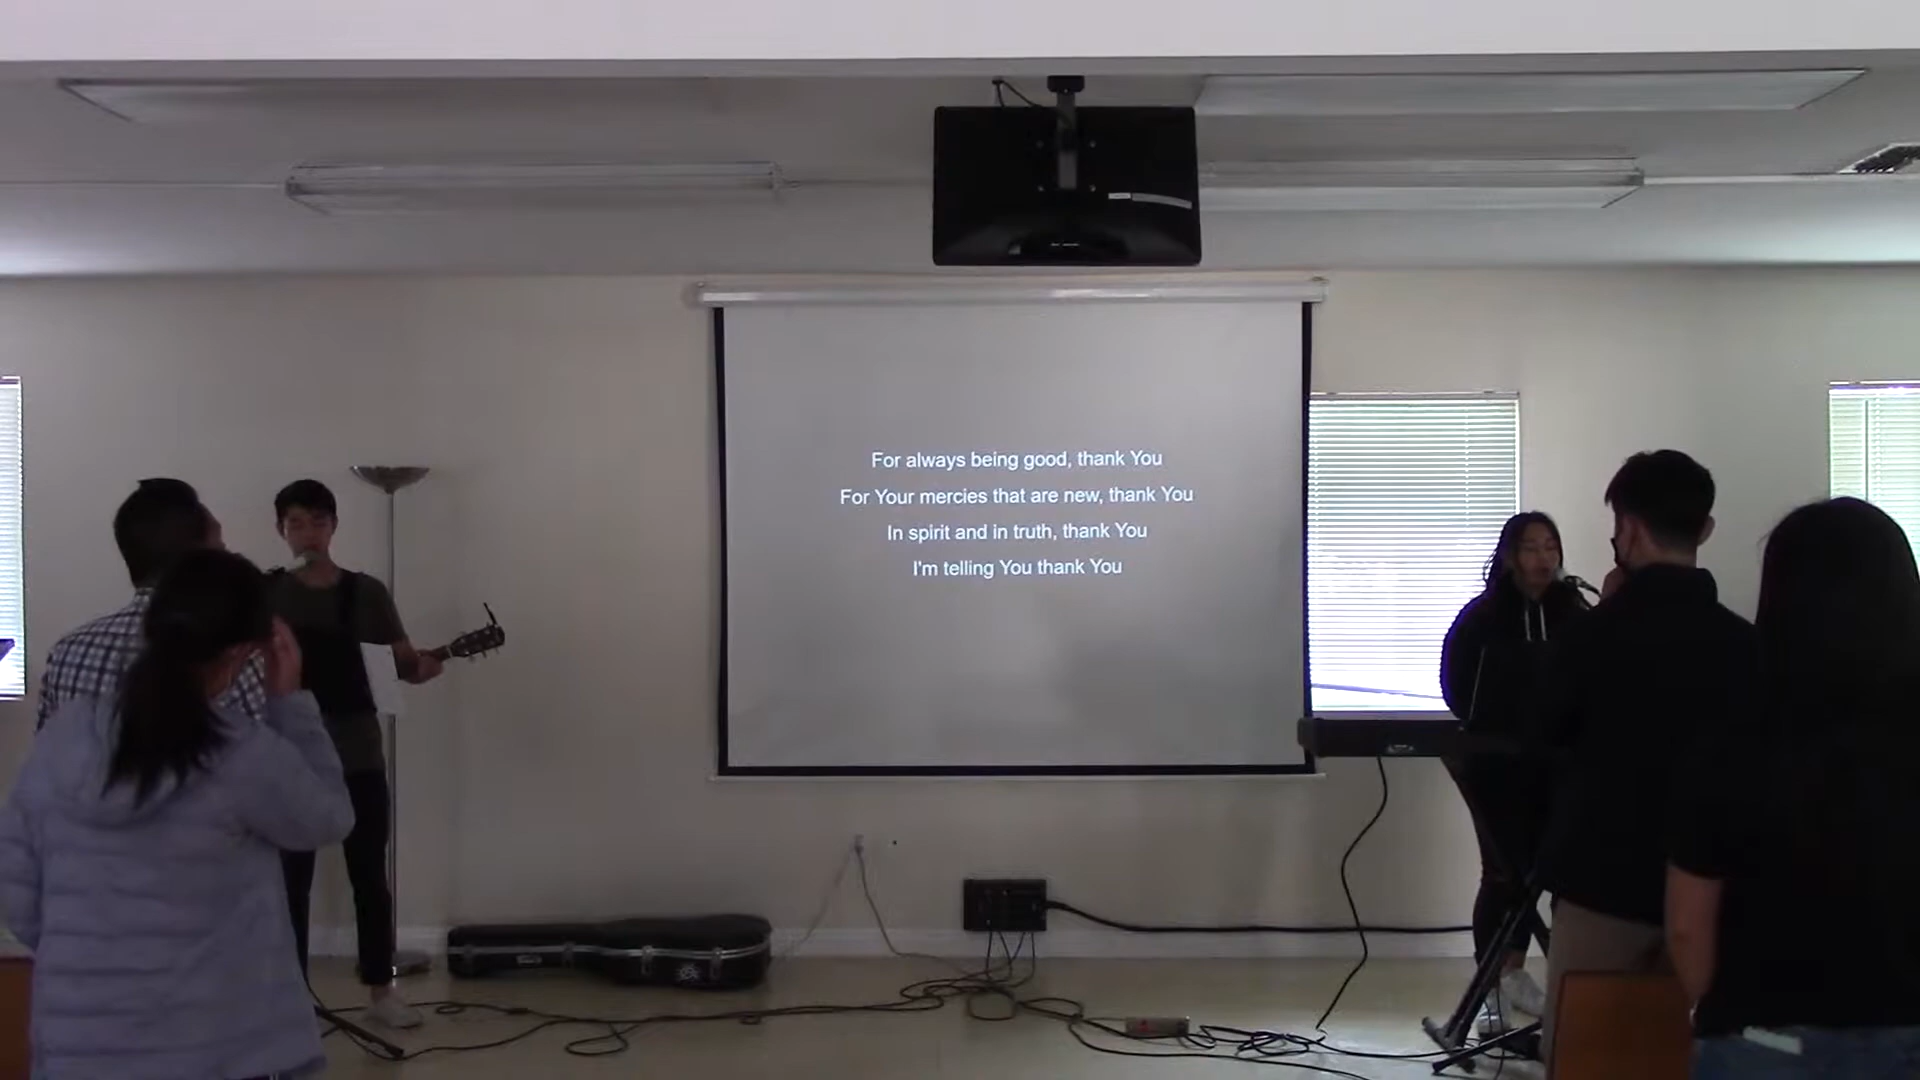 For always being good, thank You
For Your mercies that are new, thank You
In spirit and in truth, thank You
I'm telling You thank You